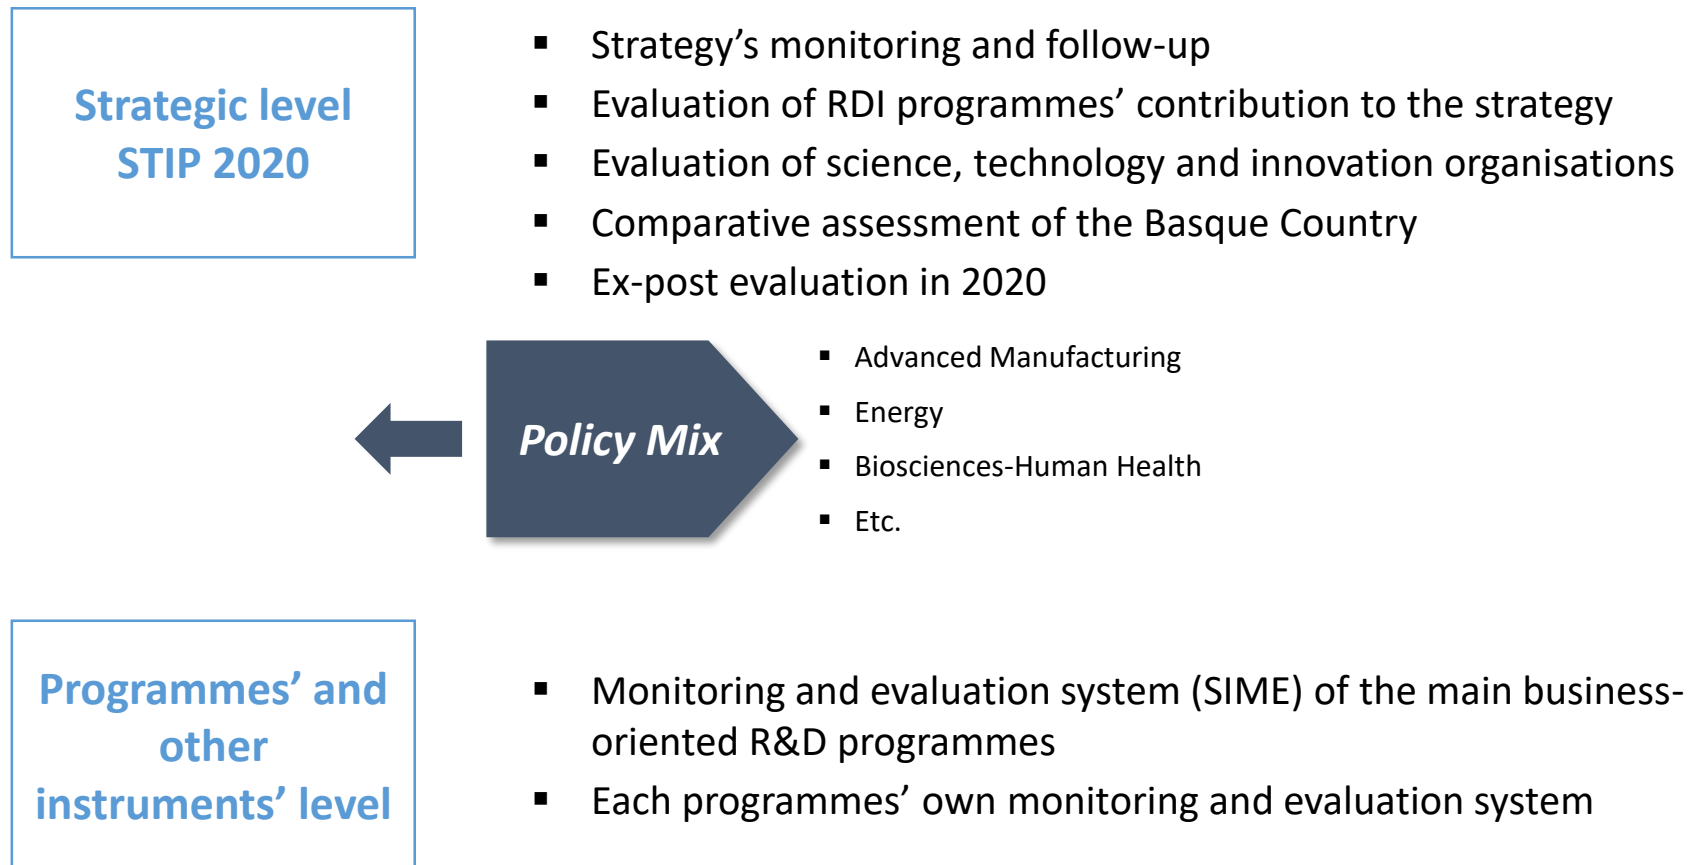 Strategic level
STIP 2020
▪ Strategy’s monitoring and follow-up
▪ Evaluation of RDI programmes’ contribution to the strategy
▪ Evaluation of science, technology and innovation organisations
▪ Comparative assessment of the Basque Country
▪ Ex-post evaluation in 2020
Policy Mix
▪ Advanced Manufacturing
▪ Energy
▪ Biosciences-Human Health
▪ Etc.
Programmes’ and
other
instruments’ level
▪ Monitoring and evaluation system (SIME) of the main business-
oriented R&D programmes
▪ Each programmes’ own monitoring and evaluation system